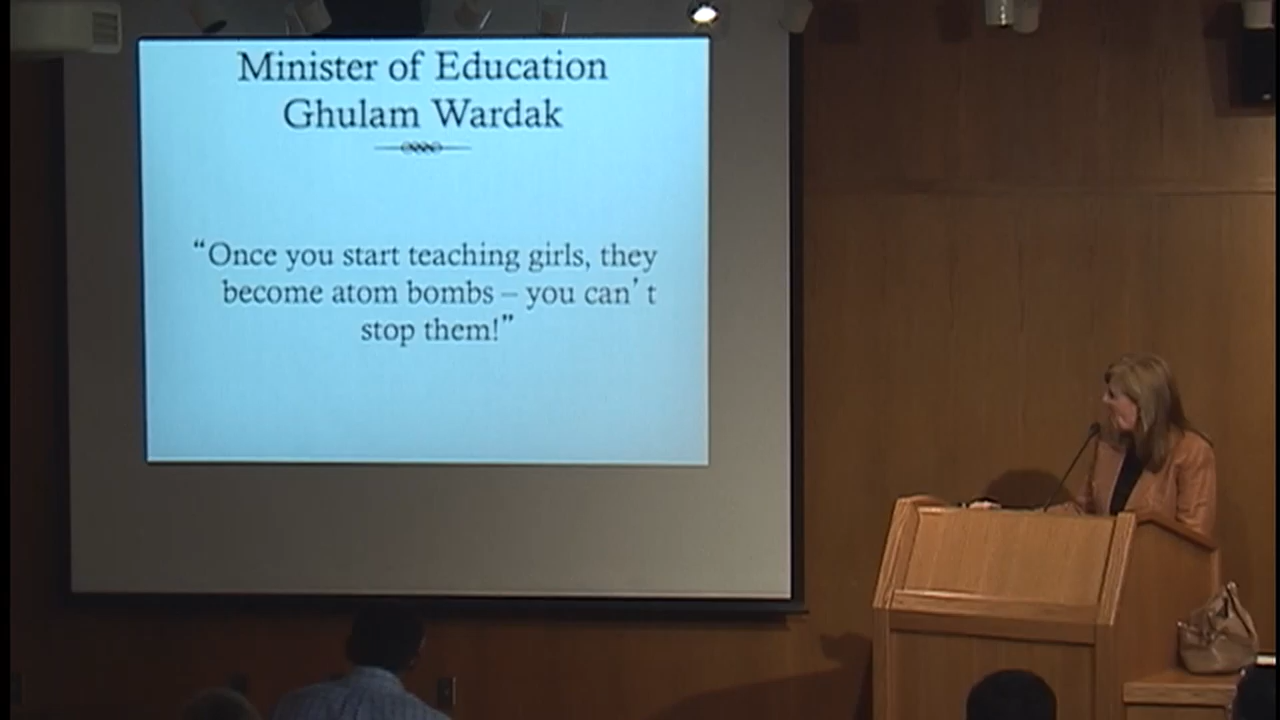 Minister of Education
Ghulam Wardak
“Once you start teaching girls, they
become atom bombs – you can’ t
stop them!”